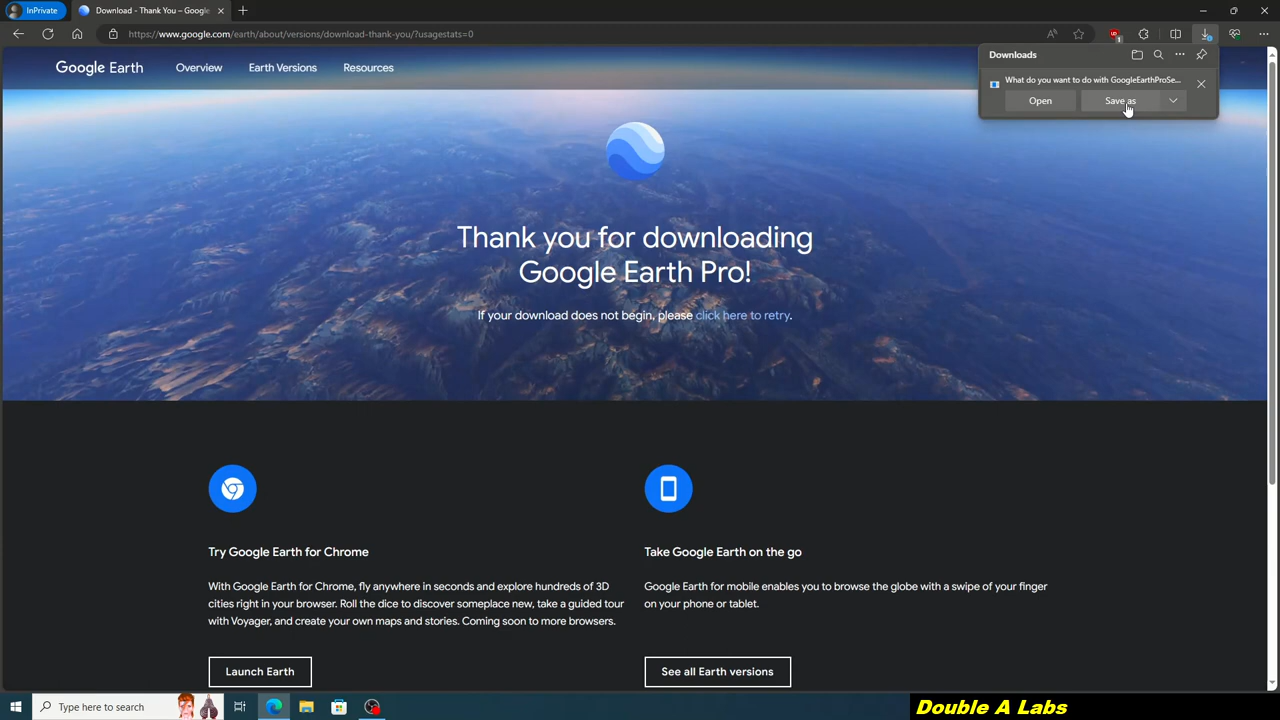 InPrivate
Download - Thank You – Google
https://www.google.com/earth/about/versions/download-thank-you/?usagestats=0
1
Downloads
What do you want to do with GoogleEarthProSe...
Open
Save as
Google Earth
Overview
Earth Versions
Resources
Thank you for downloading
Google Earth Pro!
If your download does not begin, please click here to retry.
Try Google Earth for Chrome
With Google Earth for Chrome, fly anywhere in seconds and explore hundreds of 3D
cities right in your browser. Roll the dice to discover someplace new, take a guided tour
with Voyager, and create your own maps and stories. Coming soon to more browsers.
Launch Earth
Take Google Earth on the go
Google Earth for mobile enables you to browse the globe with a swipe of your finger
on your phone or tablet.
See all Earth versions
Type here to search
Double A Labs